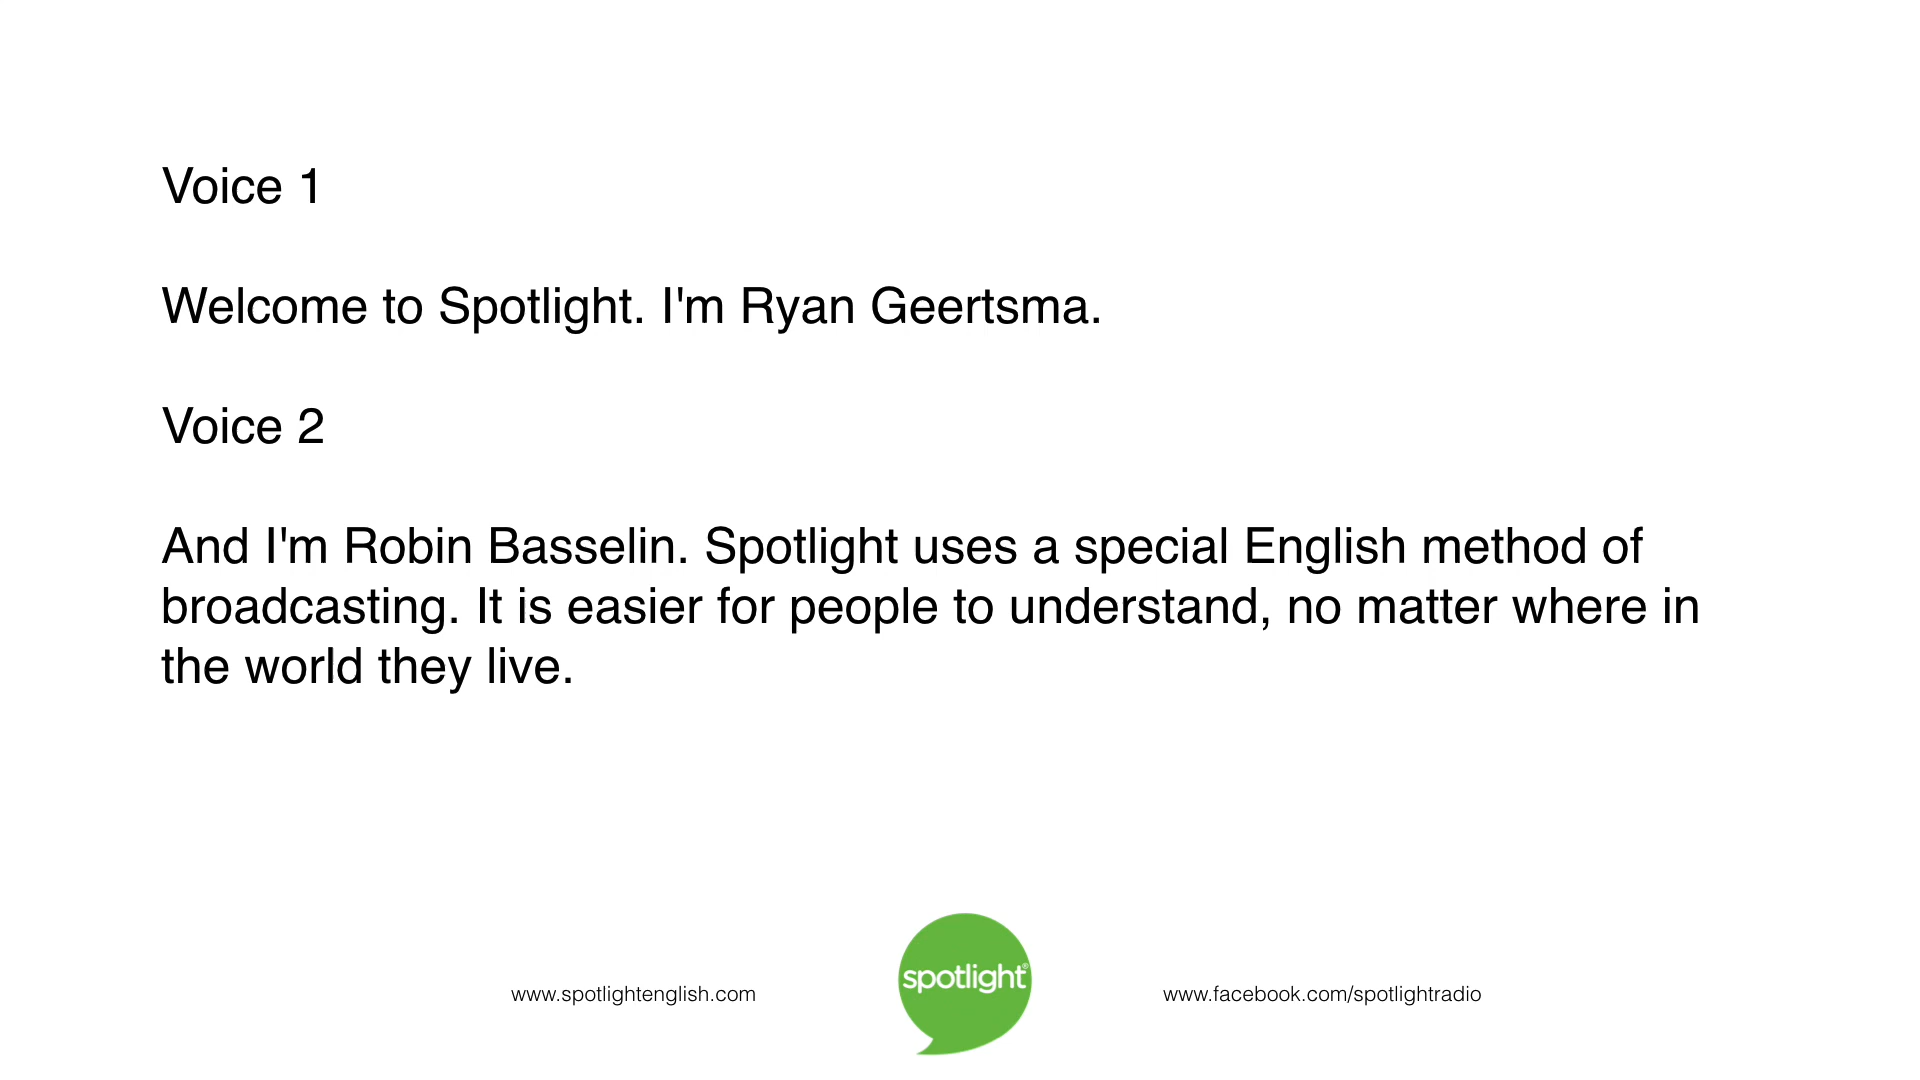 Voice 1
Welcome to Spotlight. I'm Ryan Geertsma.
Voice 2
And I'm Robin Basselin. Spotlight uses a special English method of
broadcasting. It is easier for people to understand, no matter where in
the world they live.
www.spotlightenglish.com
spotlight®
www.facebook.com/spotlightradio